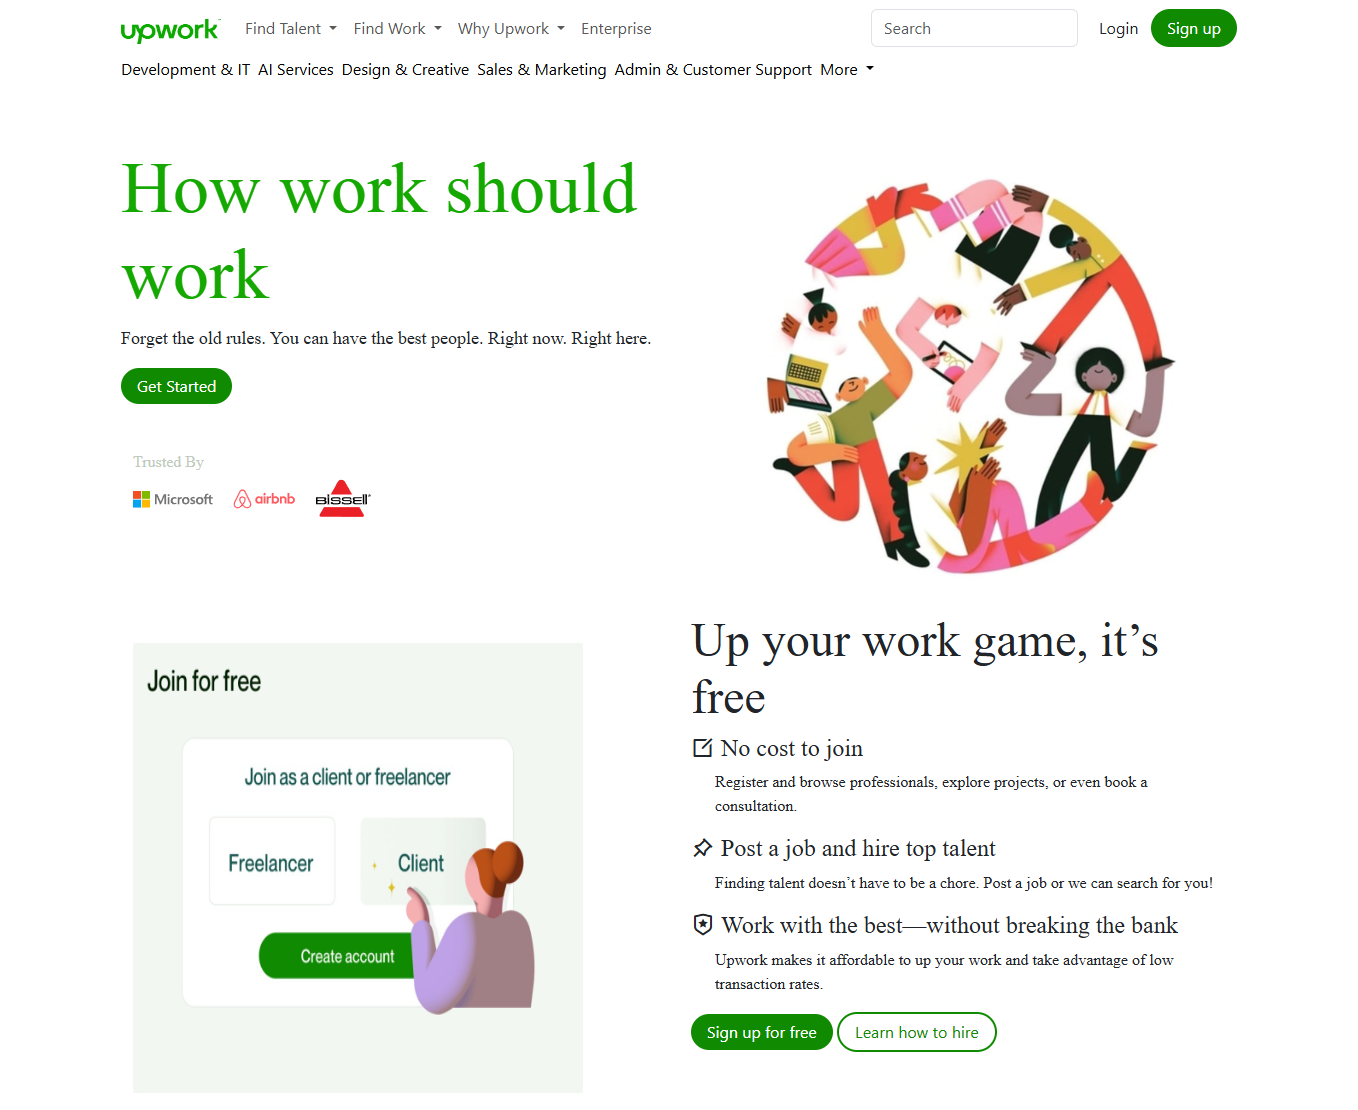 upwork Find Talent Find Work Why Upwork Enterprise Search Login Sign up
Development & IT AI Services Design & Creative Sales & Marketing Admin & Customer Support More
How work should
work
Forget the old rules. You can have the best people. Right now. Right here.
Get Started
Trusted By
Microsoft airbnb BISSELL
Join for free
Join as a client or freelancer
Freelancer Client
Create account
Up your work game, it’s
free
No cost to join
Register and browse professionals, explore projects, or even book a
consultation.
Post a job and hire top talent
Finding talent doesn’t have to be a chore. Post a job or we can search for you!
Work with the best—without breaking the bank
Upwork makes it affordable to up your work and take advantage of low
transaction rates.
Sign up for free Learn how to hire